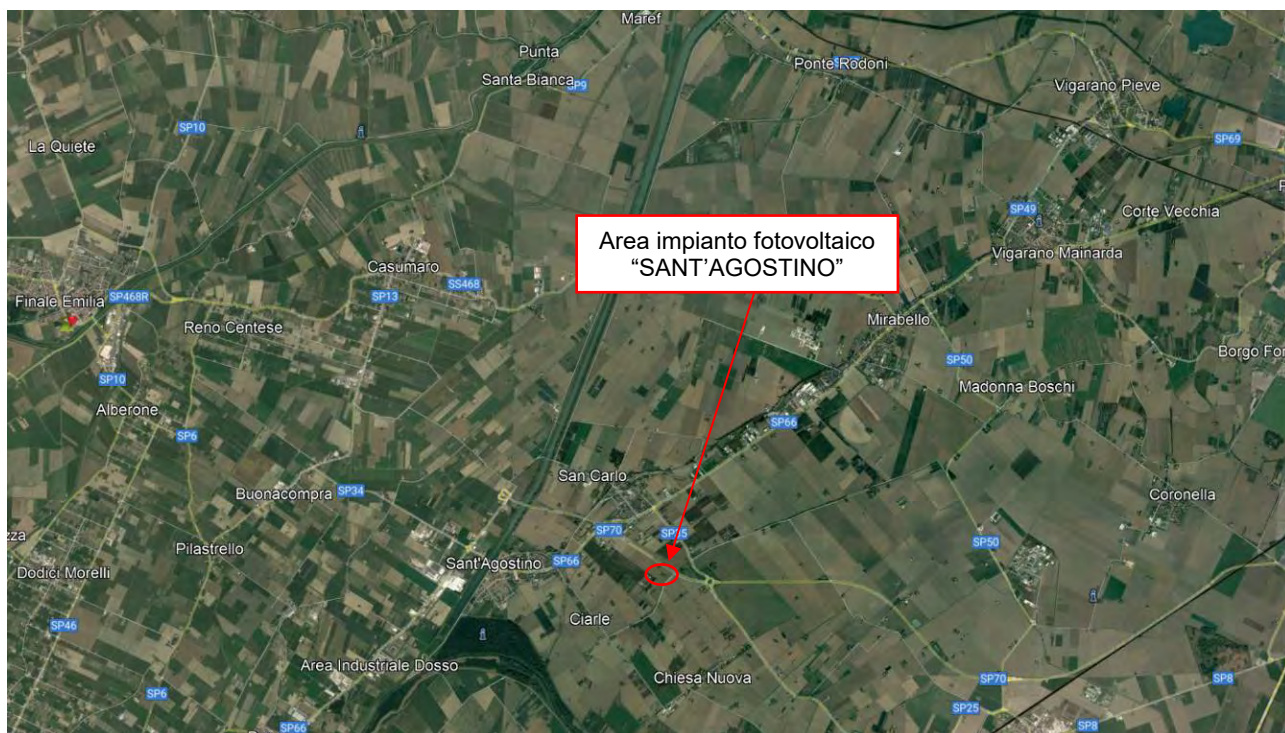 Maref
Punta
Ponte Rodoni
Santa Bianca
SP9
Vigarano Pieve
SP10
SP69
La Quiete
SP49
Corte Vecchia
Area impianto fotovoltaico
“SANT’AGOSTINO”
Vigarano Mainarda
Casumaro
SS468
SP13
Finale Emilia
SP468R
Reno Centese
Mirabello
SP50
Borgo For
SP10
Madonna Boschi
Alberone
SP6
SP66
San Carlo
Buonacompra
SP34
Coronella
SP70
zza
Pilastrello
SP50
Sant'Agostino
SP66
Dodici Morelli
Ciarle
SP46
Area Industriale Dosso
Chiesa Nuova
SP70
SP8
SP6
SP25
SP66
SP8